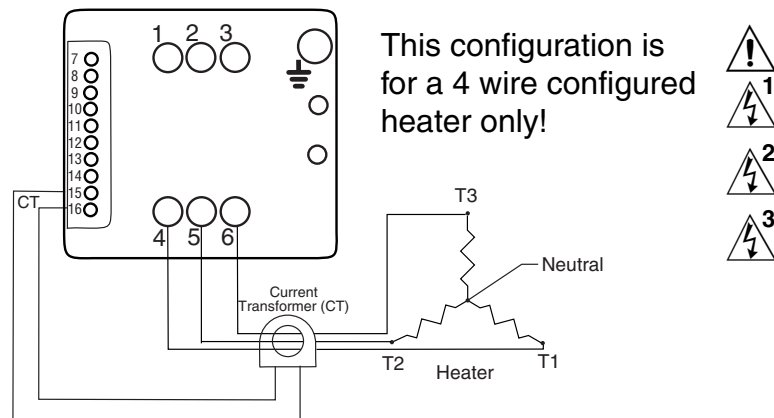 1 2 3
This configuration is
for a 4 wire configured
heater only!
!
1
2
3
7
8
9
10
11
12
13
14
15
16
CT
4 5 6
T3
Neutral
Current
Transformer (CT)
T2
T1
Heater